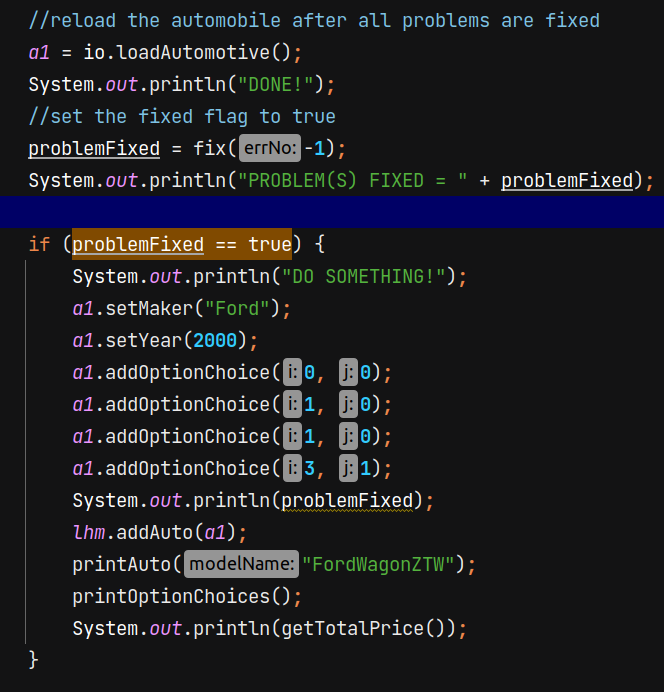 //reload the automobile after all problems are fixed
a1 = io.loadAutomotive();
System.out.println("DONE!");
//set the fixed flag to true
problemFixed = fix( errNo: -1);
System.out.println("PROBLEM(S) FIXED = " + problemFixed);
if (problemFixed == true) {
System.out.println("DO SOMETHING!");
a1.setMaker("Ford");
a1.setYear(2000);
a1.addOptionChoice( i: 0, j: 0);
a1.addOptionChoice( i: 1, j: 0);
a1.addOptionChoice( i: 1, j: 0);
a1.addOptionChoice( i: 3, j: 1);
System.out.println(problemFixed);
lhm.addAuto(a1);
printAuto( modelName: "FordWagonZTW");
printOptionChoices();
System.out.println(getTotalPrice());
}